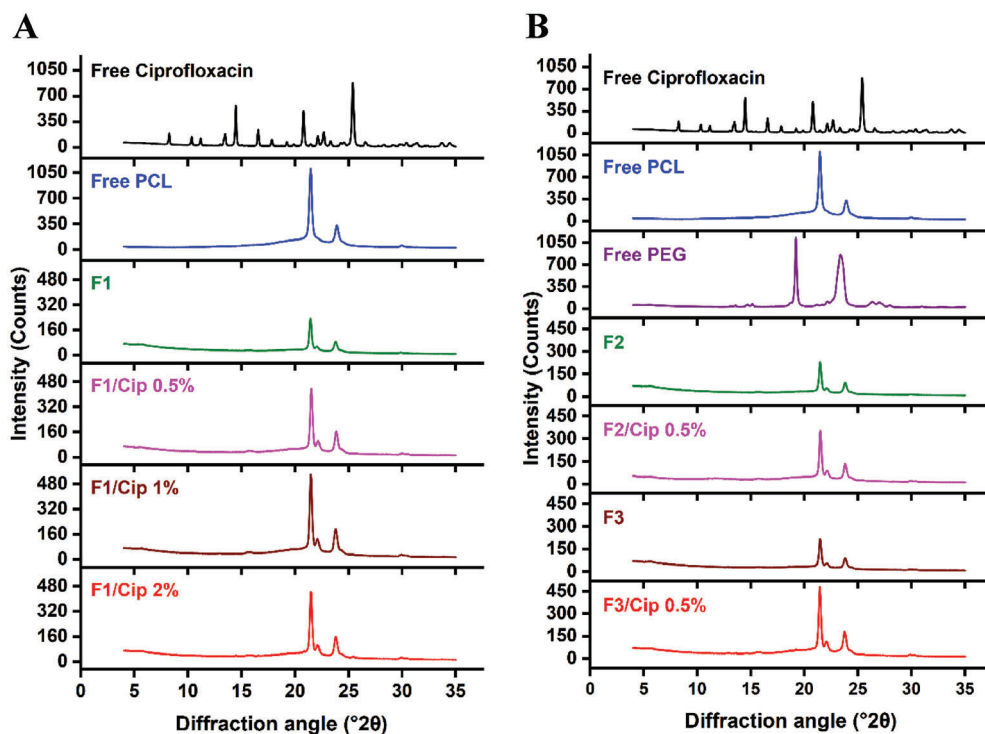 A
Intensity (Counts)
Free Ciprofloxacin
1050
700
350
0
Free PCL
1050
700
350
0
F1
480
320
160
0
F1/Cip 0.5%
480
320
160
0
F1/Cip 1%
480
320
160
0
F1/Cip 2%
480
320
160
0
0 5 10 15 20 25 30 35
Diffraction angle (°2θ)
B
Intensity (Counts)
Free Ciprofloxacin
1050
700
350
0
Free PCL
1050
700
350
0
Free PEG
1050
700
350
0
F2
450
300
150
0
F2/Cip 0.5%
450
300
150
0
F3
450
300
150
0
F3/Cip 0.5%
450
300
150
0
0 5 10 15 20 25 30 35
Diffraction angle (°2θ)